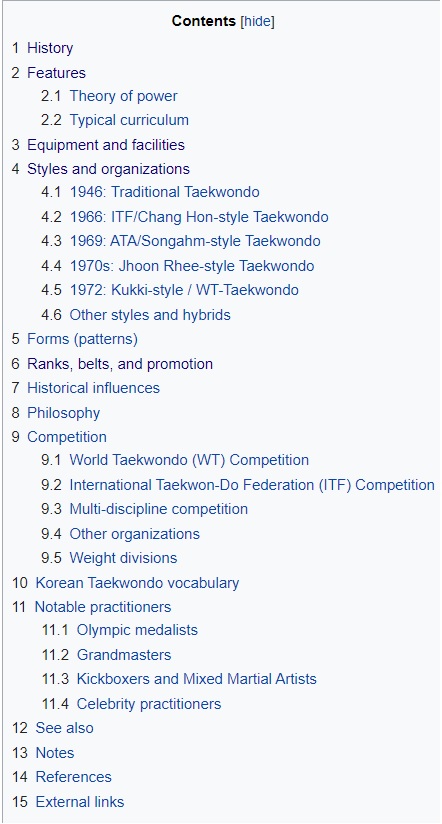 Contents [hide]
1 History
2 Features
2.1 Theory of power
2.2 Typical curriculum
3 Equipment and facilities
4 Styles and organizations
4.1 1946: Traditional Taekwondo
4.2 1966: ITF/Chang Hon-style Taekwondo
4.3 1969: ATA/Songahm-style Taekwondo
4.4 1970s: Jhoon Rhee-style Taekwondo
4.5 1972: Kukki-style / WT-Taekwondo
4.6 Other styles and hybrids
5 Forms (patterns)
6 Ranks, belts, and promotion
7 Historical influences
8 Philosophy
9 Competition
9.1 World Taekwondo (WT) Competition
9.2 International Taekwon-Do Federation (ITF) Competition
9.3 Multi-discipline competition
9.4 Other organizations
9.5 Weight divisions
10 Korean Taekwondo vocabulary
11 Notable practitioners
11.1 Olympic medalists
11.2 Grandmasters
11.3 Kickboxers and Mixed Martial Artists
11.4 Celebrity practitioners
12 See also
13 Notes
14 References
15 External links